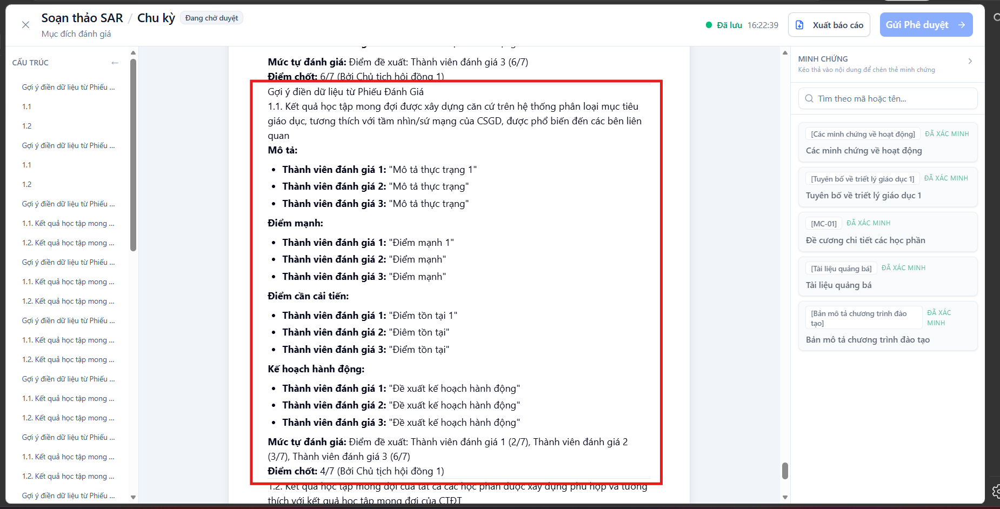 Soạn thảo SAR / Chu kỳ Đang chờ duyệt
Mục đích đánh giá
Đã lưu 16:22:39
Xuất báo cáo
Gửi Phê duyệt
CẤU TRÚC
Gợi ý điền dữ liệu từ Phiếu ...
1.1
1.2
Gợi ý điền dữ liệu từ Phiếu ...
1.1
1.2
Gợi ý điền dữ liệu từ Phiếu ...
1.1. Kết quả học tập mong ...
1.2. Kết quả học tập mong ...
Gợi ý điền dữ liệu từ Phiếu ...
1.1. Kết quả học tập mong ...
1.2. Kết quả học tập mong ...
Gợi ý điền dữ liệu từ Phiếu ...
1.1. Kết quả học tập mong ...
1.2. Kết quả học tập mong ...
Gợi ý điền dữ liệu từ Phiếu ...
1.1. Kết quả học tập mong ...
1.2. Kết quả học tập mong ...
Gợi ý điền dữ liệu từ Phiếu ...
1.1. Kết quả học tập mong ...
1.2. Kết quả học tập mong ...
Gợi ý điền dữ liệu từ Phiếu ...
Mức tự đánh giá: Điểm đề xuất: Thành viên đánh giá 3 (6/7)
Điểm chốt: 6/7 (Bởi Chủ tịch hội đồng 1)
Gợi ý điền dữ liệu từ Phiếu Đánh Giá
1.1. Kết quả học tập mong đợi được xây dựng căn cứ trên hệ thống phân loại mục tiêu
giáo dục, tương thích với tầm nhìn/sứ mạng của CSGD, được phổ biến đến các bên liên
quan
Mô tả:
• Thành viên đánh giá 1: "Mô tả thực trạng 1"
• Thành viên đánh giá 2: "Mô tả thực trạng"
• Thành viên đánh giá 3: "Mô tả thực trạng"
Điểm mạnh:
• Thành viên đánh giá 1: "Điểm mạnh 1"
• Thành viên đánh giá 2: "Điểm mạnh"
• Thành viên đánh giá 3: "Điểm mạnh"
Điểm cần cải tiến:
• Thành viên đánh giá 1: "Điểm tồn tại 1"
• Thành viên đánh giá 2: "Điêm tồn tại"
• Thành viên đánh giá 3: "Điểm tồn tại"
Kế hoạch hành động:
• Thành viên đánh giá 1: "Đề xuất kế hoạch hành động"
• Thành viên đánh giá 2: "Đề xuất kế hoạch hành động"
• Thành viên đánh giá 3: "Đề xuất kế hoạch hành động"
Mức tự đánh giá: Điểm đề xuất: Thành viên đánh giá 1 (2/7), Thành viên đánh giá 2
(3/7), Thành viên đánh giá 3 (6/7)
Điểm chốt: 4/7 (Bởi Chủ tịch hội đồng 1)
1.2. Kết quả học tập mong đợi của tất cả các học phần được xây dựng phù hợp và tương
thích với kết quả học tập mong đợi của CTĐT
MINH CHỨNG
Kéo thả vào nội dung để chèn thẻ minh chứng
Tìm theo mã hoặc tên...
[Các minh chứng về hoạt động] ĐÃ XÁC MINH
Các minh chứng về hoạt động
[Tuyên bố về triết lý giáo dục 1] ĐÃ XÁC MINH
Tuyên bố về triết lý giáo dục 1
[MC-01] ĐÃ XÁC MINH
Đề cương chi tiết các học phần
[Tài liệu quảng bá] ĐÃ XÁC MINH
Tài liệu quảng bá
[Bản mô tả chương trình đào
tạo]
ĐÃ XÁC
MINH
Bản mô tả chương trình đào tạo